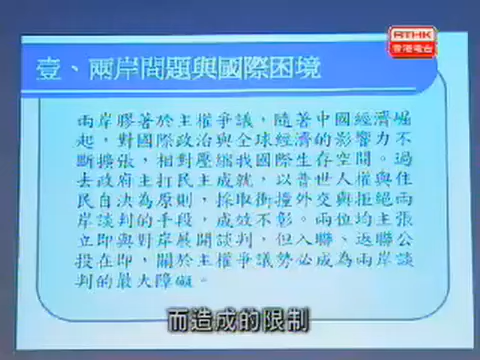 RTHK
香港電台
壹、兩岸問題與國際困境
兩岸膠著於主權爭議，隨著中國經濟崛
起，對國際政治與全球經濟的影響力不
斷擴張，相對壓縮我國際生存空間。過
去政府主打民主成就，以普世人權與住
民自決為原則，採取衝撞外交與拒絕兩
岸談判的手段，成效不彰。兩位均主張
立即與對岸展開談判，但入聯、返聯公
投在即，關於主權爭議勢必成為兩岸談
判的最大障礙。
而造成的限制